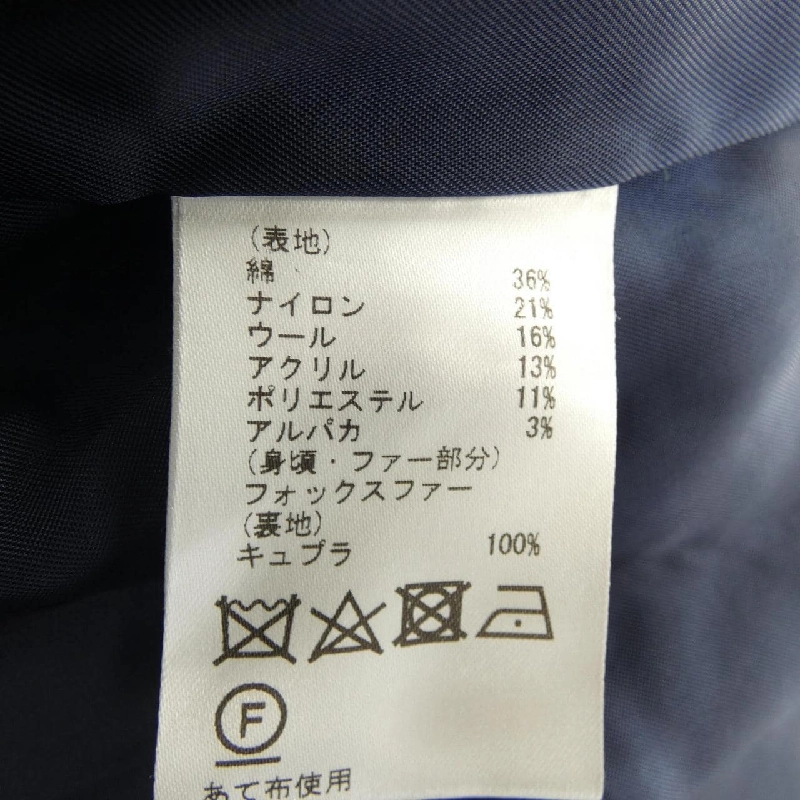 (表地)
綿 36%
ナイロン 21%
ウール 16%
アクリル 13%
ポリエステル 11%
アルパカ 3%
(身頃・ファー部分)
フォックスファー
(裏地)
キュプラ 100%
F
あて布使用